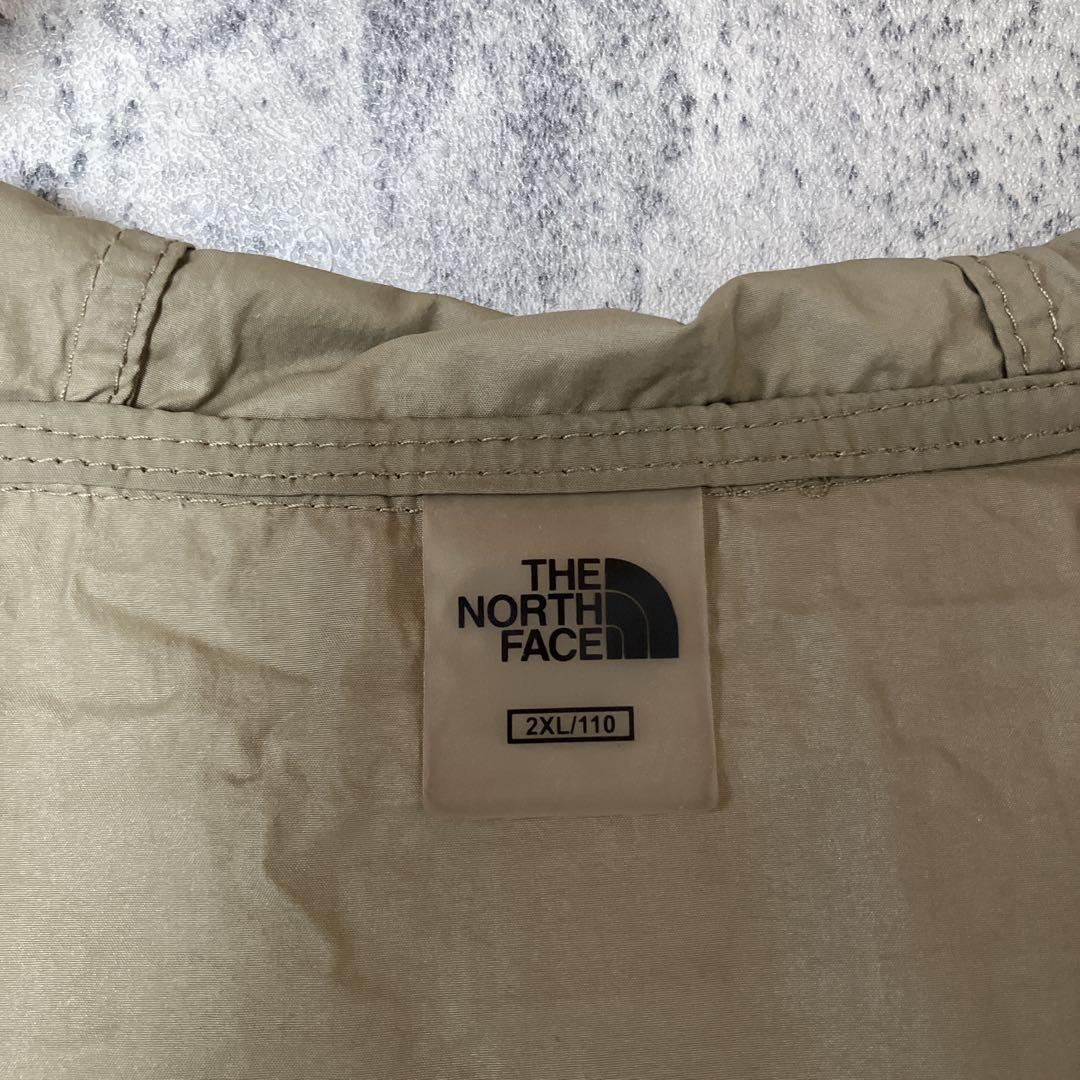 THE
NORTH
FACE
2XL/110